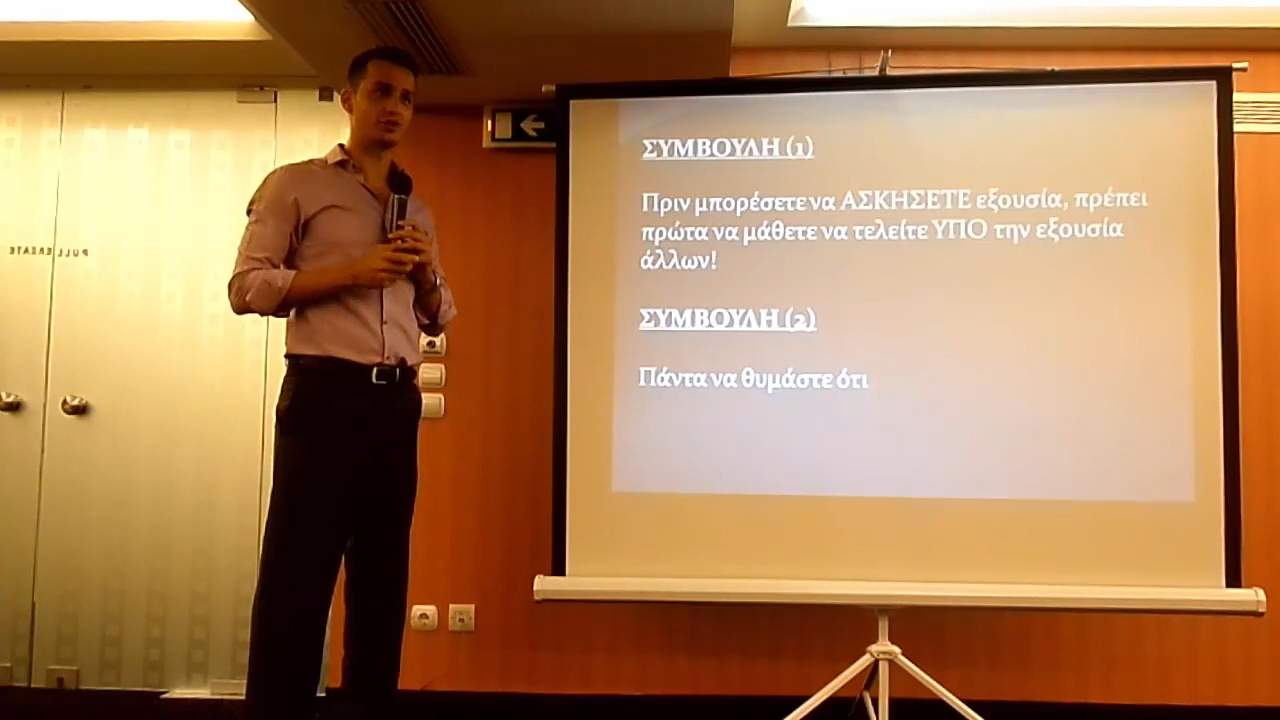 ΣΥΜΒΟΥΛΗ (1)
Πριν μπορέσετε να ΑΣΚΗΣΕΤΕ εξουσία, πρέπει
πρώτα να μάθετε να τελείτε ΥΠΟ την εξουσία
άλλων!
ΣΥΜΒΟΥΛΗ (2)
Πάντα να θυμάστε ότι